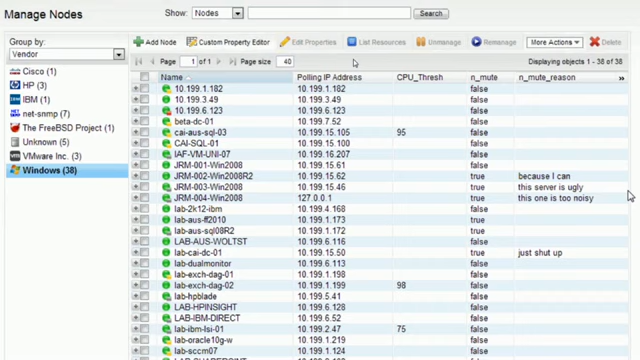 Manage Nodes
Show: Nodes Search
Group by:
Vendor
Cisco (1)
HP (3)
IBM (1)
net-snmp (3)
The FreeBSD Project (1)
Unknown (5)
VMware Inc. (3)
Windows (38)
Add Node Custom Property Editor Edit Properties List Resources Unmanage Remanage More Actions Delete
Page 1 of 1 Page size 40 Displaying objects 1 - 38 of 38
Name Polling IP Address CPU_Thresh n_mute n_mute_reason »
10.199.1.182 10.199.1.182 false
10.199.3.49 10.199.3.49 false
10.199.6.123 10.199.6.123 false
beta-dc-01 10.199.7.52 false
cai-aus-sql-03 10.199.15.105 95 false
CAI-SQL-01 10.199.15.100 false
IAF-VM-UNI-07 10.199.16.207 false
JRM-001-Win2008 10.199.15.61 false
JRM-002-Win2008R2 10.199.15.62 true because I can
JRM-003-Win2008 10.199.15.46 true this server is ugly
JRM-004-Win2008 127.0.0.1 true this one is too noisy
lab-2k12-ibm 10.199.4.168 false
lab-aus-ff2010 10.199.1.173 true
lab-aus-sql08R2 10.199.1.172 true
LAB-AUS-WOLTST 10.199.6.116 false
lab-cai-dc-01 10.199.15.50 true just shut up
lab-dualmonitor 10.199.6.113 false
lab-exch-dag-01 10.199.1.198 false
lab-exch-dag-02 10.199.1.199 98 false
lab-hpblade 10.199.5.41 false
LAB-HPINSIGHT 10.199.6.128 false
LAB-IBM-DIRECT 10.199.6.52 false
lab-ibm-lsi-01 10.199.2.47 75 false
lab-oracle10g-w 10.199.1.219 false
lab-sccm07 10.199.1.124 false